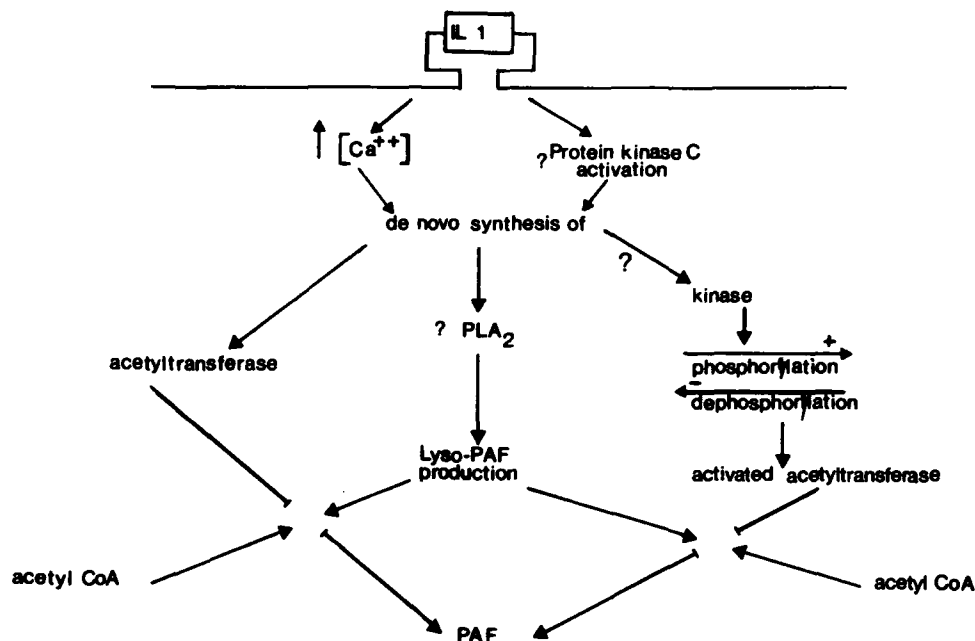 IL 1
↑ [Ca++]
? Protein kinase C
activation
de novo synthesis of
?
kinase
? PLA2
+
phosphorylation
acetyltransferase
-
dephosphorylation
Lyso-PAF
production
activated acetyltransferase
acetyl CoA
acetyl CoA
PAF